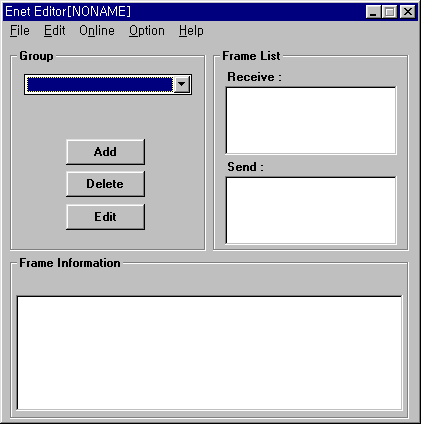 Enet Editor[NONAME]
File Edit Online Option Help
Group
Add
Delete
Edit
Frame List
Receive :
Send :
Frame Information